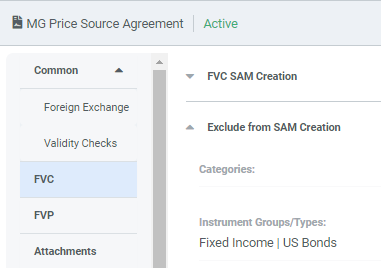 MG Price Source Agreement Active
Common
Foreign Exchange
Validity Checks
FVC
FVP
Attachments
FVC SAM Creation
Exclude from SAM Creation
Categories:
Instrument Groups/Types:
Fixed Income | US Bonds